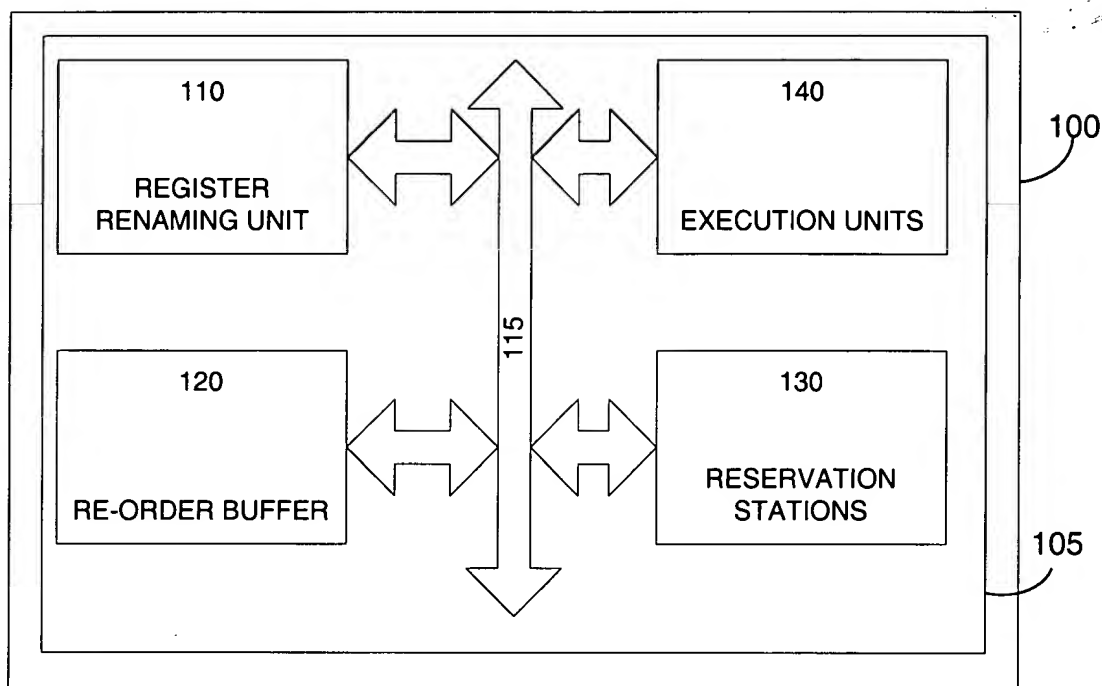 110
REGISTER
RENAMING UNIT
140
EXECUTION UNITS
100
115
120
RE-ORDER BUFFER
130
RESERVATION
STATIONS
105